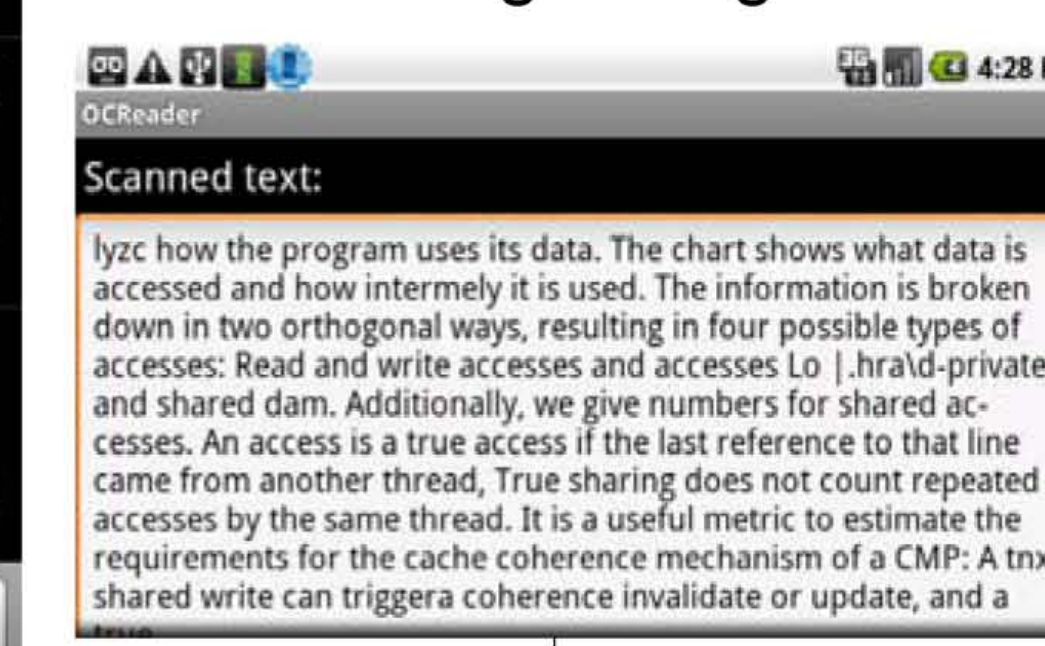 4:28
OCReader
Scanned text:
lyzc how the program uses its data. The chart shows what data is
accessed and how intermely it is used. The information is broken
down in two orthogonal ways, resulting in four possible types of
accesses: Read and write accesses and accesses Lo |.hra\d-private
and shared dam. Additionally, we give numbers for shared ac-
cesses. An access is a true access if the last reference to that line
came from another thread, True sharing does not count repeated
accesses by the same thread. It is a useful metric to estimate the
requirements for the cache coherence mechanism of a CMP: A tnx
shared write can triggera coherence invalidate or update, and a
true